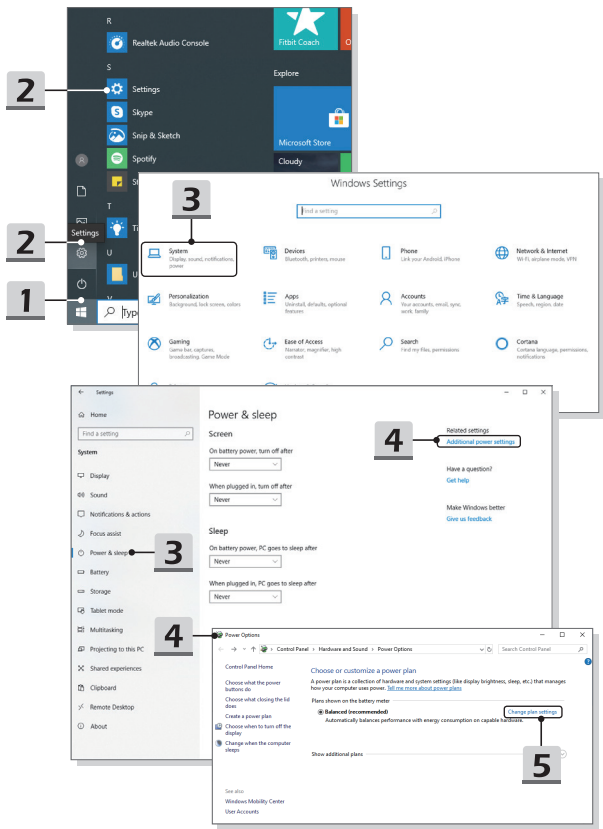 R
Realtek Audio Console
S
2
Settings
Skype
Snip & Sketch
Spotify
T
U
2
Settings
1
Fitbit Coach
Explore
Microsoft Store
Cloudy
Windows Settings
3
Find a setting
System
Display, sound, notifications,
power
Devices
Bluetooth, printers, mouse
Phone
Link your Android, iPhone
Network & Internet
Wi-Fi, airplane mode, VPN
Personalization
Background, lock screen, colors
Apps
Uninstall, defaults, optional
features
Accounts
Your accounts, email, sync,
work, family
Time & Language
Speech, region, date
Gaming
Game bar, captures,
broadcasting, Game Mode
Ease of Access
Narrator, magnifier, high
contrast
Search
Find my files, permissions
Cortana
Cortana language, permissions,
notifications
Settings
Home
Find a setting
System
Display
Sound
Notifications & actions
Focus assist
Power & sleep
3
Battery
Storage
Tablet mode
Multitasking
Projecting to this PC
Shared experiences
Clipboard
Remote Desktop
About
Power & sleep
Screen
On battery power, turn off after
Never
When plugged in, turn off after
Never
Sleep
On battery power, PC goes to sleep after
Never
When plugged in, PC goes to sleep after
Never
4
Related settings
Additional power settings
Have a question?
Get help
Make Windows better
Give us feedback
4
Power Options
Control Panel > Hardware and Sound > Power Options
Search Control Panel
Control Panel Home
Choose what the power
buttons do
Choose what closing the lid
does
Create a power plan
Choose when to turn off the
display
Change when the computer
sleeps
See also
Windows Mobility Center
User Accounts
Choose or customize a power plan
A power plan is a collection of hardware and system settings (like display brightness, sleep, etc.) that manages
how your computer uses power. Tell me more about power plans
Plans shown on the battery meter
Balanced (recommended)
Change plan settings
Automatically balances performance with energy consumption on capable hardware.
Show additional plans
5